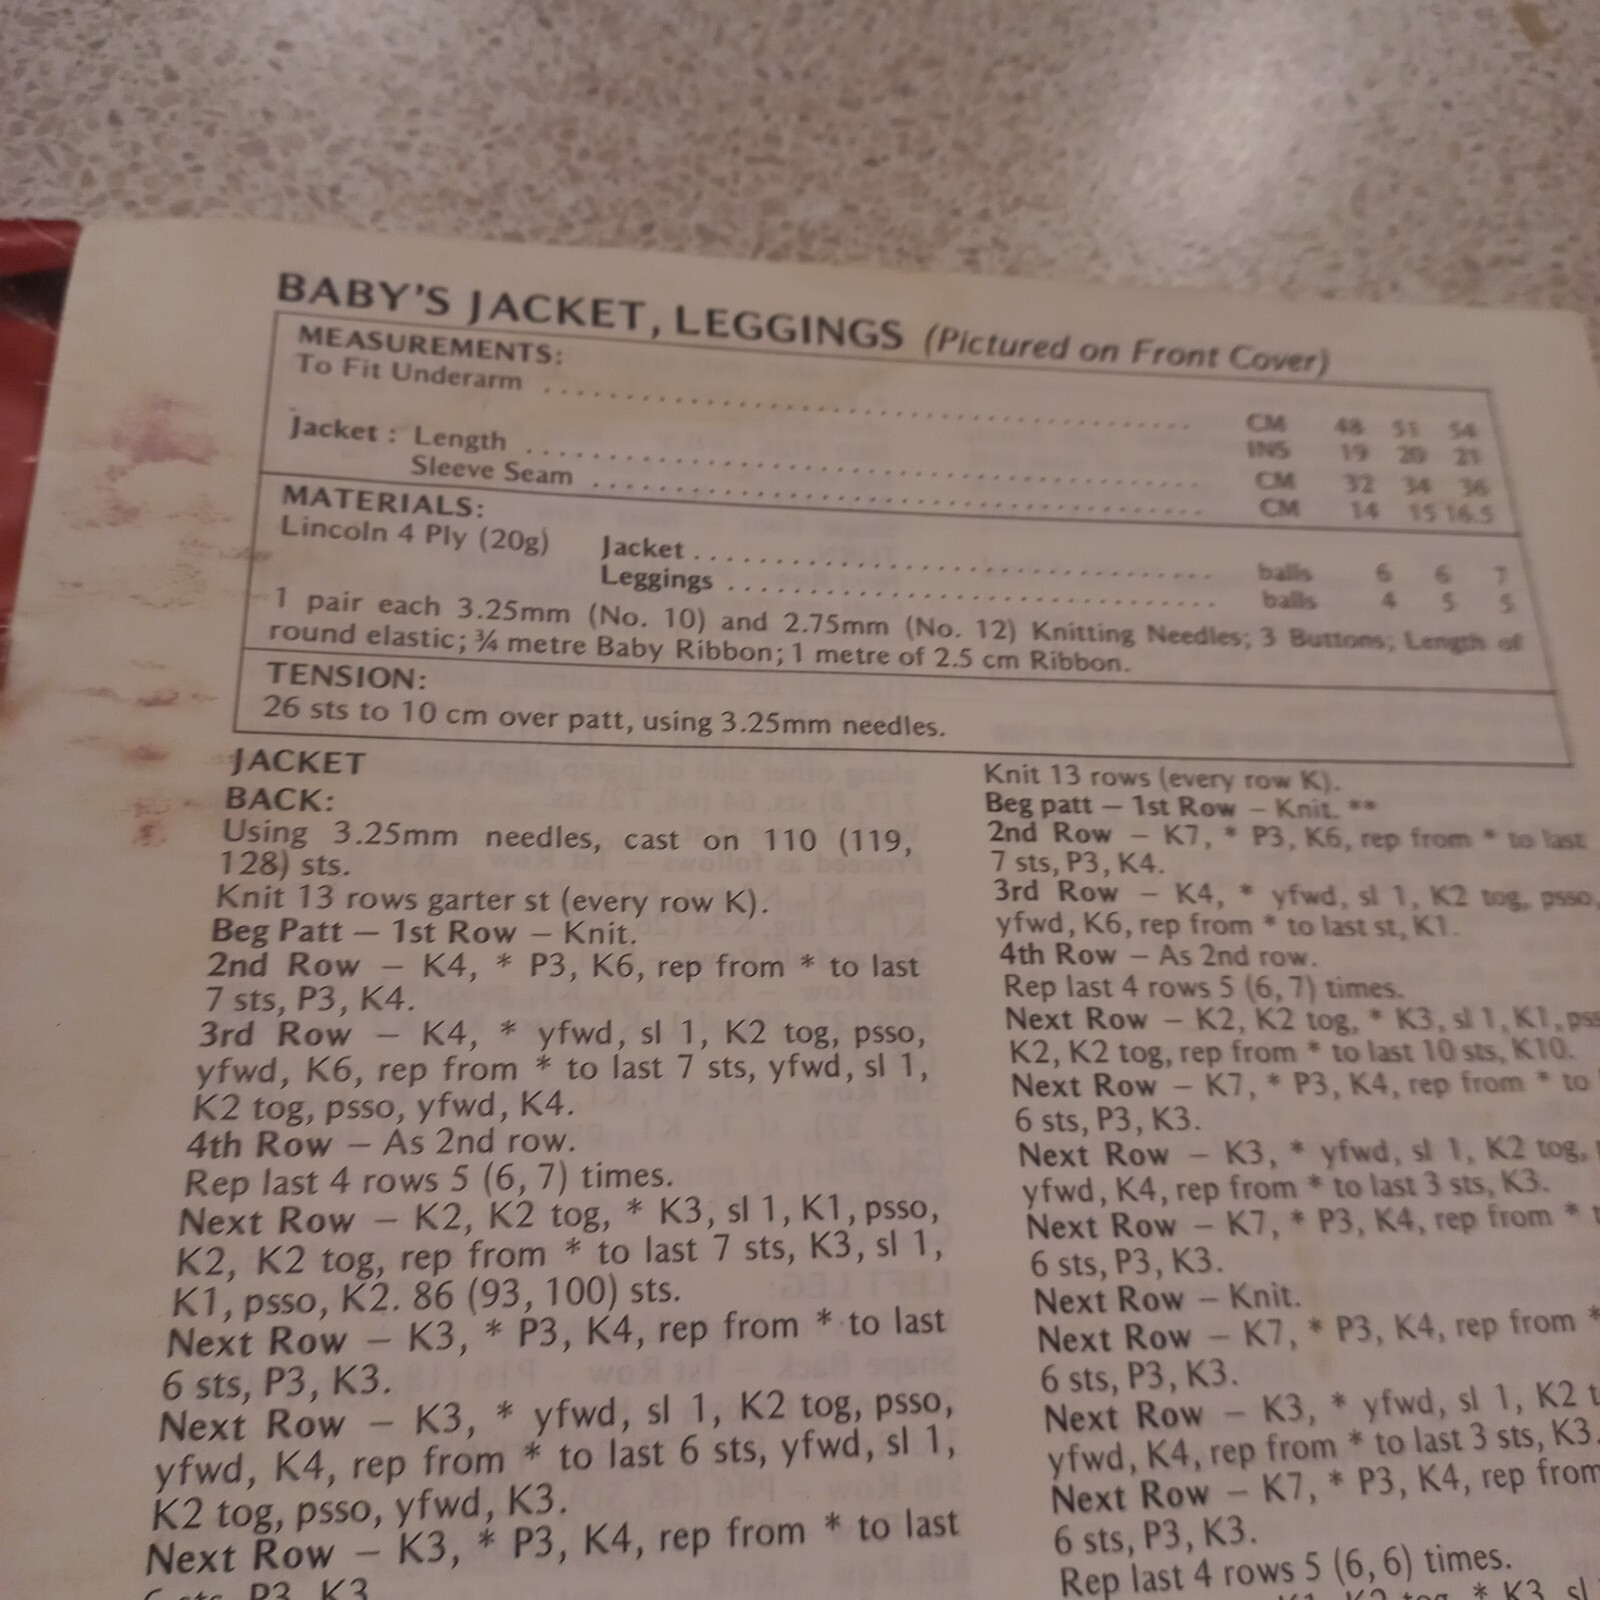 BABY'S JACKET, LEGGINGS (Pictured on Front Cover)
MEASUREMENTS:
To Fit Underarm ........ CM 48 51 54
INS 19 20 21
Jacket : Length ........ CM 32 34 36
Sleeve Seam ........ CM 14 15 16.5
MATERIALS:
Lincoln 4 Ply (20g) Jacket ........ balls 6 6 7
Leggings ........ balls 4 5 5
1 pair each 3.25mm (No. 10) and 2.75mm (No. 12) Knitting Needles; 3 Buttons; Length of
round elastic; ¾ metre Baby Ribbon; 1 metre of 2.5 cm Ribbon.
TENSION:
26 sts to 10 cm over patt, using 3.25mm needles.
JACKET
BACK:
Using 3.25mm needles, cast on 110 (119,
128) sts.
Knit 13 rows garter st (every row K).
Beg Patt — 1st Row — Knit.
2nd Row — K4, * P3, K6, rep from * to last
7 sts, P3, K4.
3rd Row — K4, * yfwd, sl 1, K2 tog, psso,
yfwd, K6, rep from * to last 7 sts, yfwd, sl 1,
K2 tog, psso, yfwd, K4.
4th Row — As 2nd row.
Rep last 4 rows 5 (6, 7) times.
Next Row — K2, K2 tog, * K3, sl 1, K1, psso,
K2, K2 tog, rep from * to last 7 sts, K3, sl 1,
K1, psso, K2. 86 (93, 100) sts.
Next Row — K3, * P3, K4, rep from * to last
6 sts, P3, K3.
Next Row — K3, * yfwd, sl 1, K2 tog, psso,
yfwd, K4, rep from * to last 6 sts, yfwd, sl 1,
K2 tog, psso, yfwd, K3.
Next Row — K3, * P3, K4, rep from * to last
6 sts, P3, K3.
Knit 13 rows (every row K).
Beg patt — 1st Row — Knit. **
2nd Row — K7, * P3, K6, rep from * to last
7 sts, P3, K4.
3rd Row — K4, * yfwd, sl 1, K2 tog, psso,
yfwd, K6, rep from * to last st, K1.
4th Row — As 2nd row.
Rep last 4 rows 5 (6, 7) times.
Next Row — K2, K2 tog, * K3, sl 1, K1, pss
K2, K2 tog, rep from * to last 10 sts, K10.
Next Row — K7, * P3, K4, rep from * to
6 sts, P3, K3.
Next Row — K3, * yfwd, sl 1, K2 tog,
yfwd, K4, rep from * to last 3 sts, K3.
Next Row — K7, * P3, K4, rep from *
6 sts, P3, K3.
Next Row — Knit.
Next Row — K7, * P3, K4, rep from *
6 sts, P3, K3.
Next Row — K3, * yfwd, sl 1, K2 t
yfwd, K4, rep from * to last 3 sts, K3.
Next Row — K7, * P3, K4, rep from
6 sts, P3, K3.
Rep last 4 rows 5 (6, 6) times.
K2 tog, * K3, sl